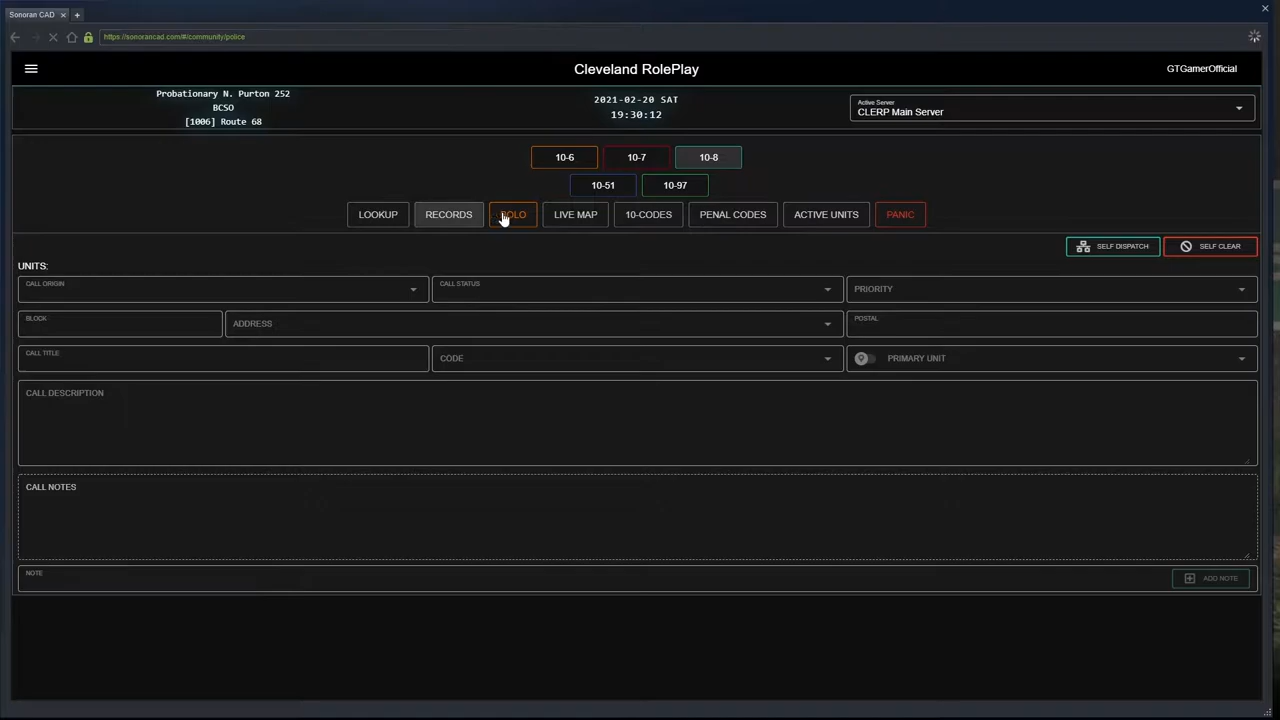 Sonoran CAD
https://sonorancad.com/#/community/police
Cleveland RolePlay
GTGamerOfficial
Probationary N. Purton 252
BCSO
[1006] Route 68
2021-02-20 SAT
19:30:12
Active Server
CLERP Main Server
10-6
10-7
10-8
10-51
10-97
LOOKUP
RECORDS
BOLO
LIVE MAP
10-CODES
PENAL CODES
ACTIVE UNITS
PANIC
SELF DISPATCH
SELF CLEAR
UNITS:
CALL ORIGIN
CALL STATUS
PRIORITY
BLOCK
ADDRESS
POSTAL
CALL TITLE
CODE
PRIMARY UNIT
CALL DESCRIPTION
CALL NOTES
NOTE
ADD NOTE